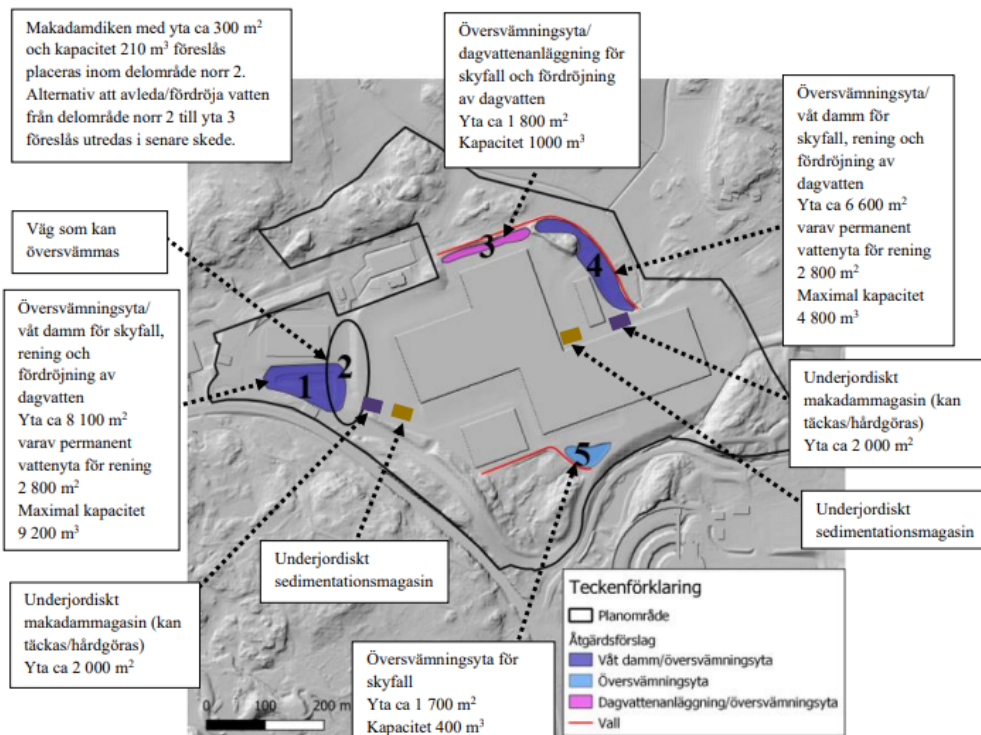 Makadamdiken med yta ca 300 m²
och kapacitet 210 m³ föreslås
placeras inom delområde norr 2.
Alternativ att avleda/fördröja vatten
från delområde norr 2 till yta 3
föreslås utredas i senare skede.
Översvämningsyta/
dagvattenanläggning för
skyfall och fördröjning
av dagvatten
Yta ca 1 800 m²
Kapacitet 1000 m³
Översvämningsyta/
våt damm för
skyfall, rening och
fördröjning av
dagvatten
Yta ca 6 600 m²
varav permanent
vattenyta för rening
2 800 m²
Maximal kapacitet
4 800 m³
Väg som kan
översvämmas
Översvämningsyta/
våt damm för skyfall,
rening och
fördröjning av
dagvatten
Yta ca 8 100 m²
varav permanent
vattenyta för rening
2 800 m²
Maximal kapacitet
9 200 m³
3
4
2
1
5
Underjordiskt
makadammagasin (kan
täckas/hårdgöras)
Yta ca 2 000 m²
Underjordiskt
sedimentationsmagasin
Underjordiskt
sedimentationsmagasin
Underjordiskt
makadammagasin (kan
täckas/hårdgöras)
Yta ca 2 000 m²
Översvämningsyta för
skyfall
Yta ca 1 700 m²
Kapacitet 400 m³
0 100 200 m
Teckenförklaring
Planområde
Åtgärdsförslag
Våt damm/översvämningsyta
Översvämningsyta
Dagvattenanläggning/översvämningsyta
Vall